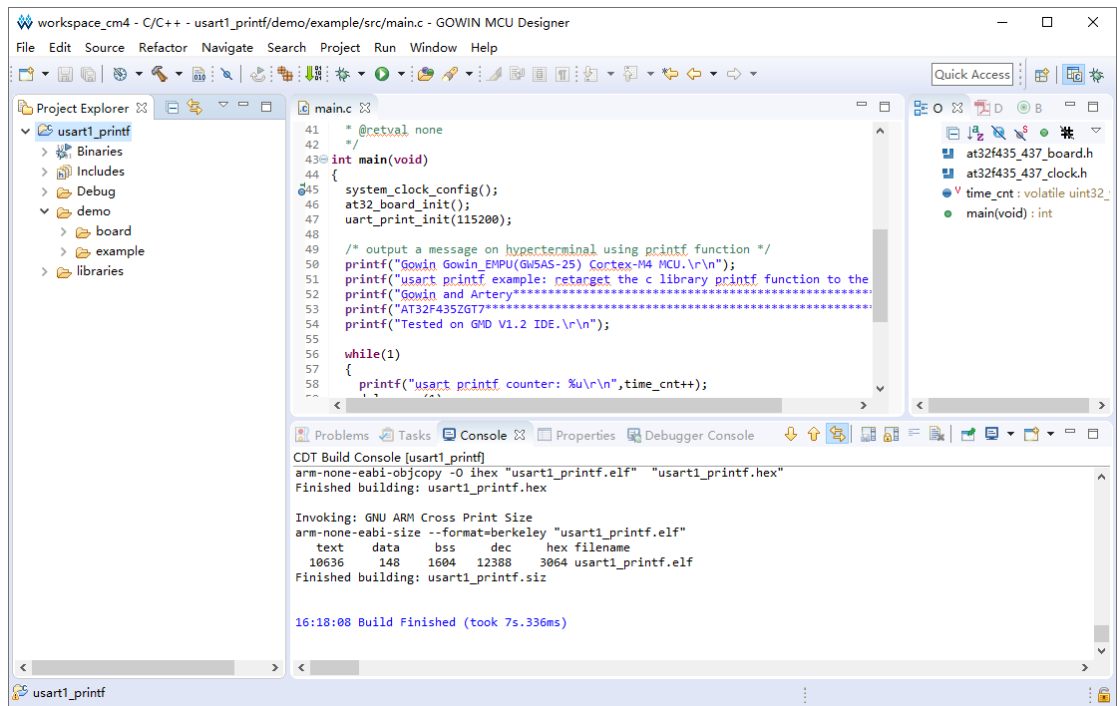 workspace_cm4 - C/C++ - usart1_printf/demo/example/src/main.c - GOWIN MCU Designer
File Edit Source Refactor Navigate Search Project Run Window Help
Quick Access
Project Explorer
usart1_printf
Binaries
Includes
Debug
demo
board
example
libraries
main.c
41 * @retval none
42 */
43 int main(void)
44 {
45 system_clock_config();
46 at32_board_init();
47 uart_print_init(115200);
48
49 /* output a message on hyperterminal using printf function */
50 printf("Gowin Gowin_EMPU(GW5AS-25) Cortex-M4 MCU.\r\n");
51 printf("usart printf example: retarget the c library printf function to the
52 printf("Gowin and Artery*****************************************************
53 printf("AT32F435ZGT7*********************************************************
54 printf("Tested on GMD V1.2 IDE.\r\n");
55
56 while(1)
57 {
58 printf("usart printf counter: %u\r\n",time_cnt++);
O D B
at32f435_437_board.h
at32f435_437_clock.h
time_cnt : volatile uint32_
main(void) : int
Problems Tasks Console Properties Debugger Console
CDT Build Console [usart1_printf]
arm-none-eabi-objcopy -O ihex "usart1_printf.elf" "usart1_printf.hex"
Finished building: usart1_printf.hex
Invoking: GNU ARM Cross Print Size
arm-none-eabi-size --format=berkeley "usart1_printf.elf"
text data bss dec hex filename
10636 148 1604 12388 3064 usart1_printf.elf
Finished building: usart1_printf.siz
16:18:08 Build Finished (took 7s.336ms)
usart1_printf